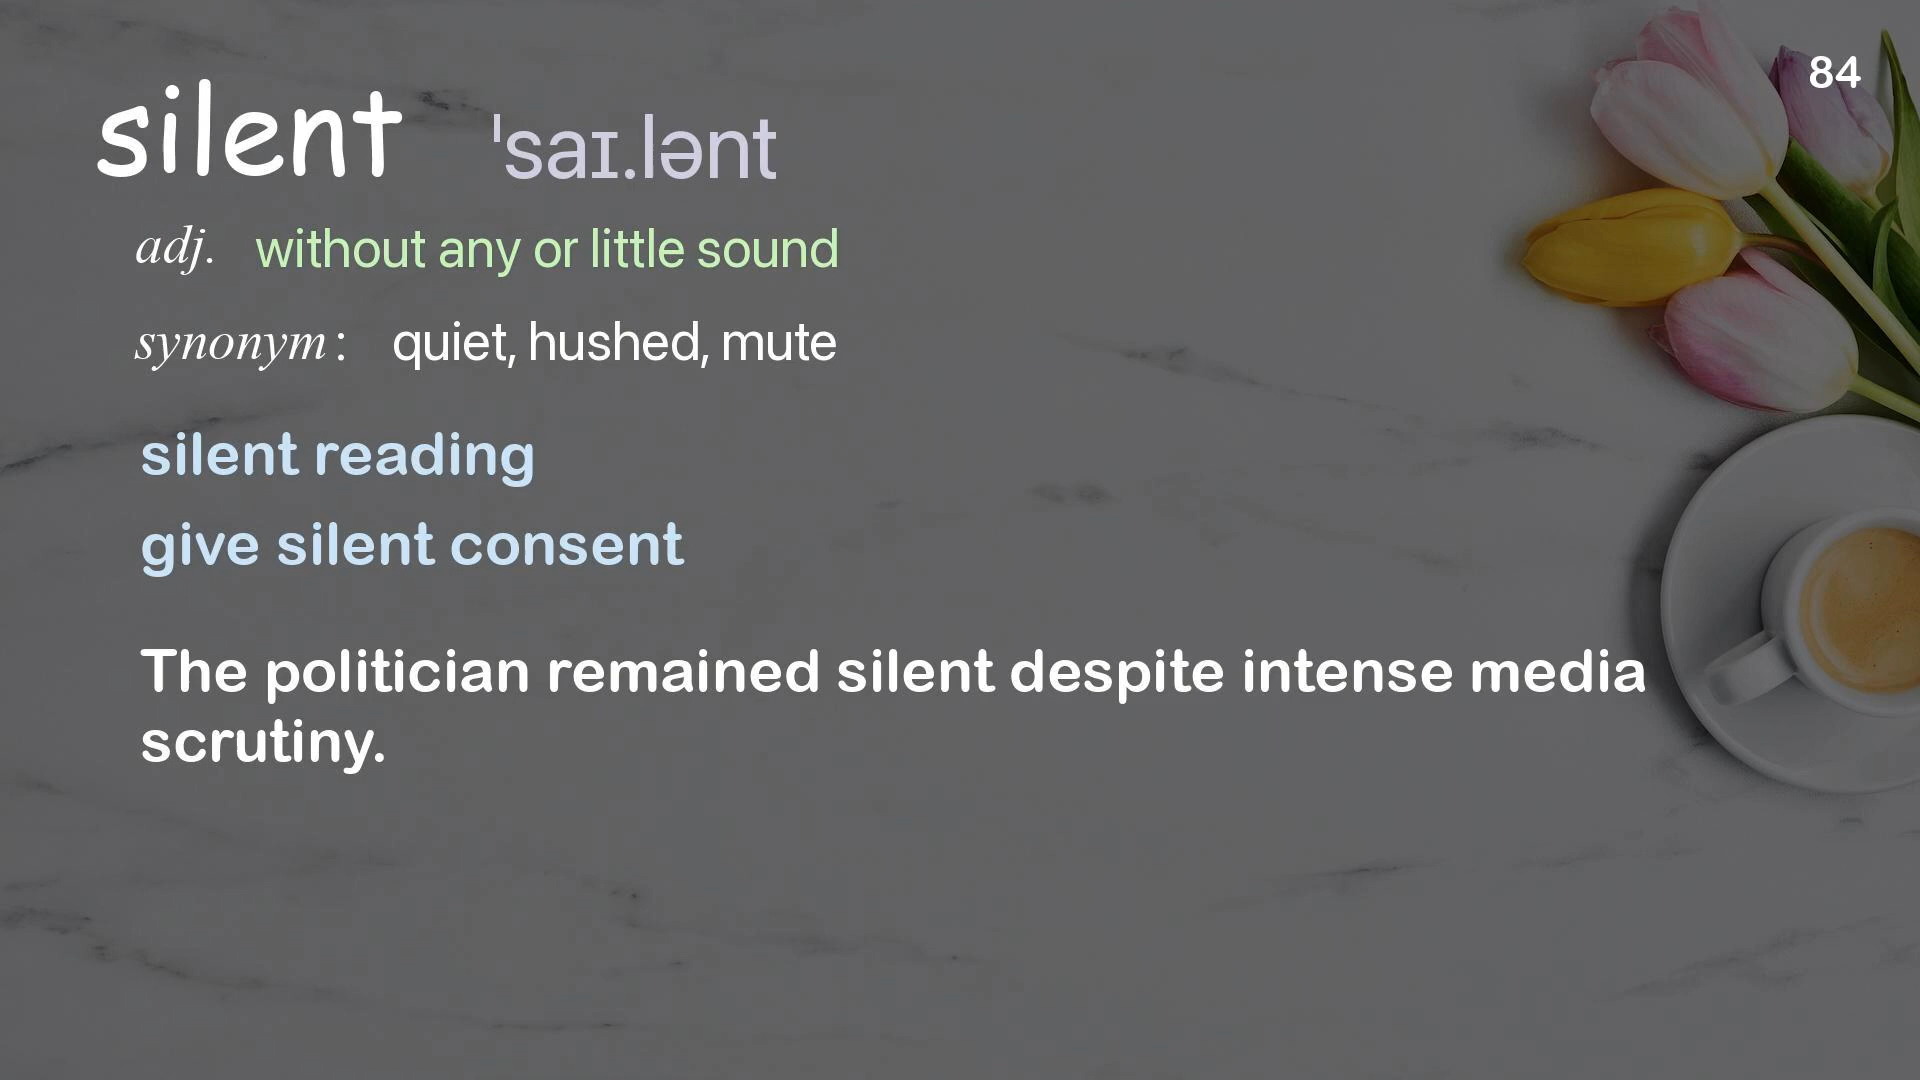 84
silent ˈsaɪ.lənt
adj. without any or little sound
synonym : quiet, hushed, mute
silent reading
give silent consent
The politician remained silent despite intense media
scrutiny.